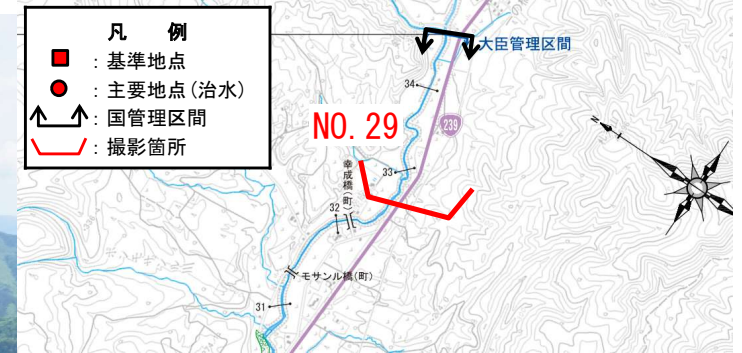 凡 例
: 基準地点
: 主要地点(治水)
: 国管理区間
: 撮影箇所
大臣管理区間
34
NO. 29
239
N
幸成橋(町)
33
32
モサンル橋(町)
31